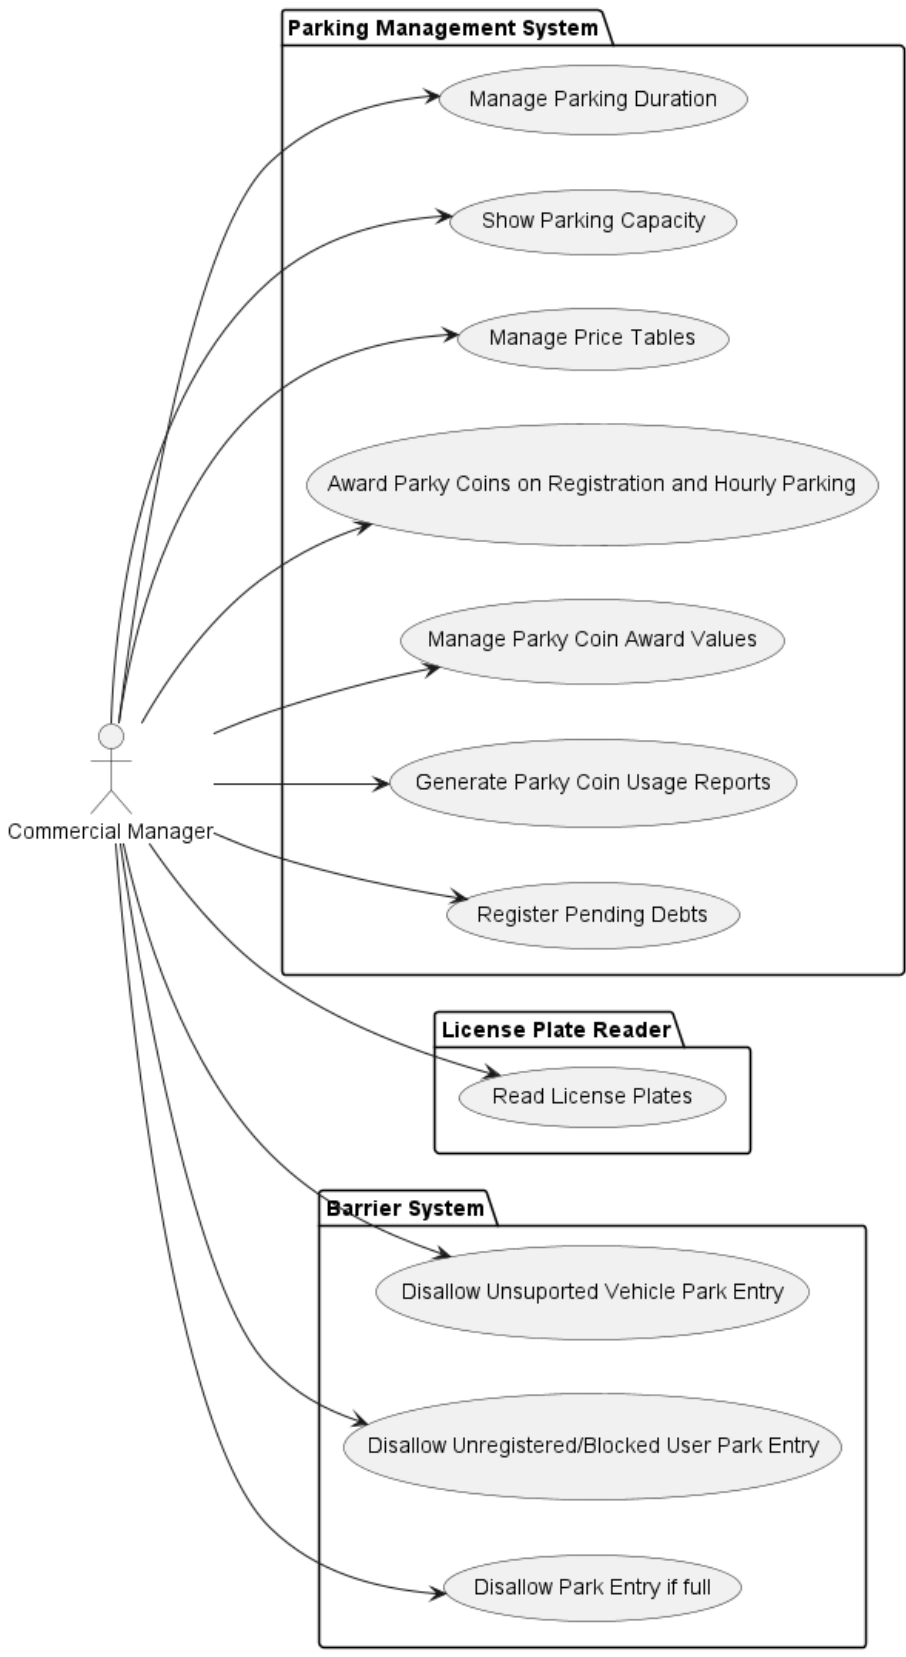 Parking Management System
Manage Parking Duration
Show Parking Capacity
Manage Price Tables
Award Parky Coins on Registration and Hourly Parking
Manage Parky Coin Award Values
Generate Parky Coin Usage Reports
Commercial Manager
Register Pending Debts
License Plate Reader
Read License Plates
Barrier System
Disallow Unsuported Vehicle Park Entry
Disallow Unregistered/Blocked User Park Entry
Disallow Park Entry if full